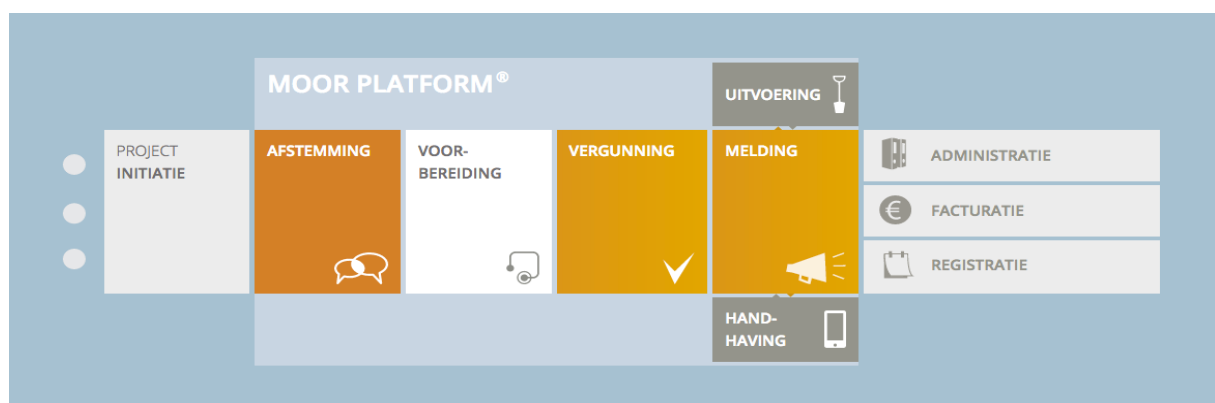 MOOR PLATFORM®
UITVOERING
PROJECT
INITIATIE
AFSTEMMING
VOOR-
BEREIDING
VERGUNNING
MELDING
ADMINISTRATIE
€
FACTURATIE
REGISTRATIE
HAND-
HAVING